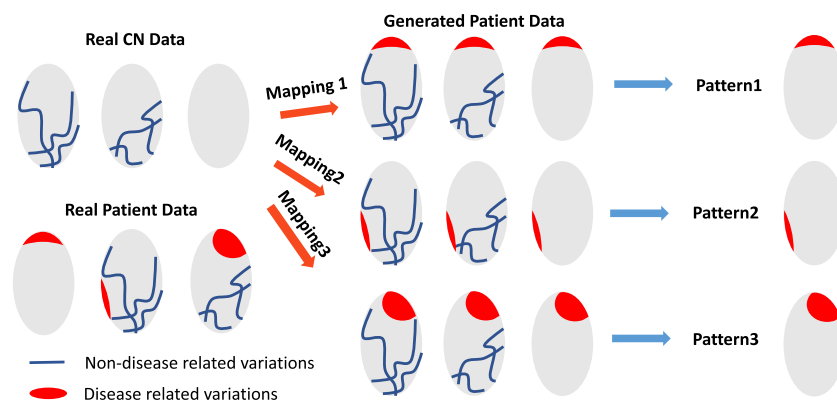 Real CN Data
Generated Patient Data
Mapping 1
Pattern1
Mapping2
Pattern2
Mapping3
Pattern3
Real Patient Data
Non-disease related variations
Disease related variations